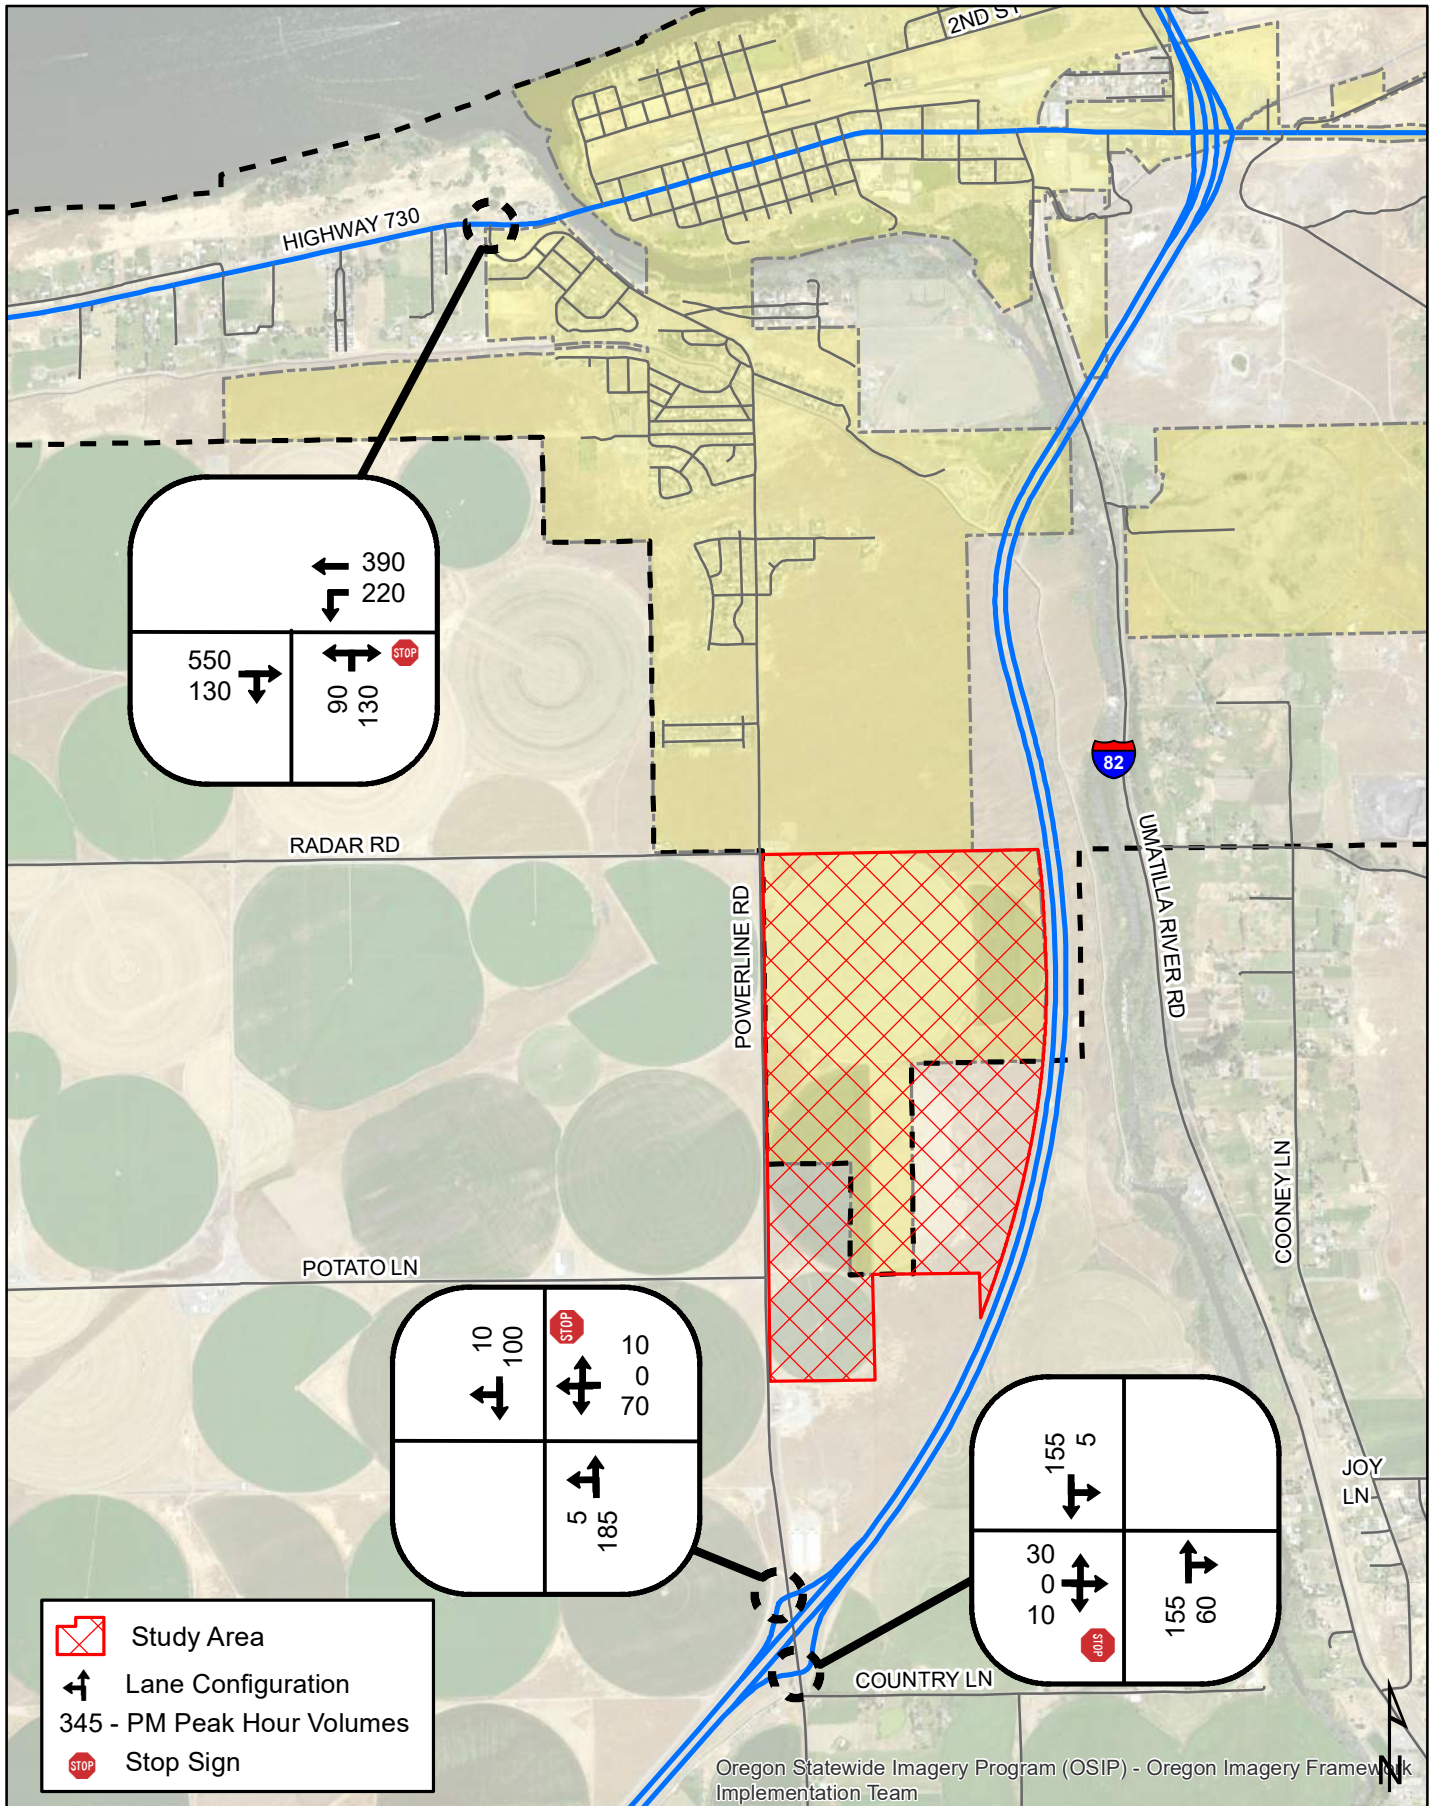 2ND ST
HIGHWAY 730
390
220
550
130
STOP
90
130
82
RADAR RD
POWERLINE RD
UMATILLA RIVER RD
COONEY LN
POTATO LN
10
100
STOP
10
0
70
5
185
155
5
30
0
10
STOP
155
60
JOY
LN
COUNTRY LN
Study Area
Lane Configuration
345 - PM Peak Hour Volumes
STOP
Stop Sign
N
Oregon Statewide Imagery Program (OSIP) - Oregon Imagery Framework
Implementation Team